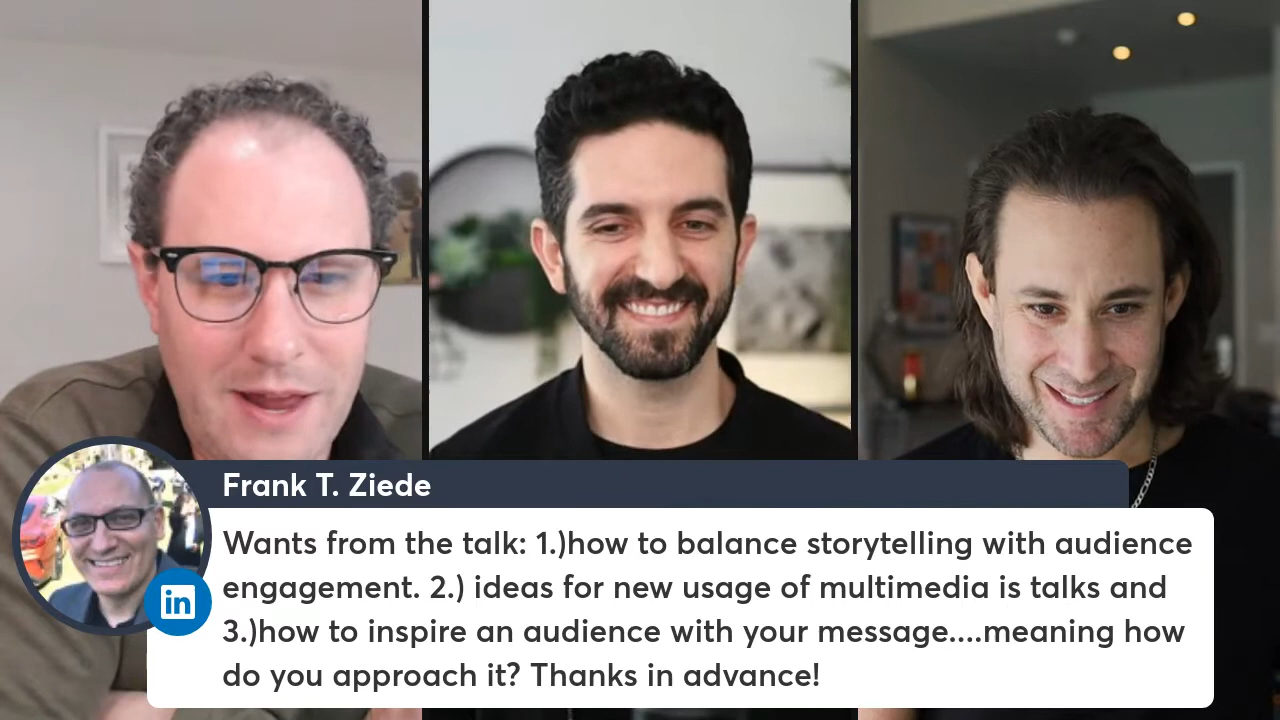 Frank T. Ziede
Wants from the talk: 1.)how to balance storytelling with audience
engagement. 2.) ideas for new usage of multimedia is talks and
3.)how to inspire an audience with your message....meaning how
do you approach it? Thanks in advance!
in